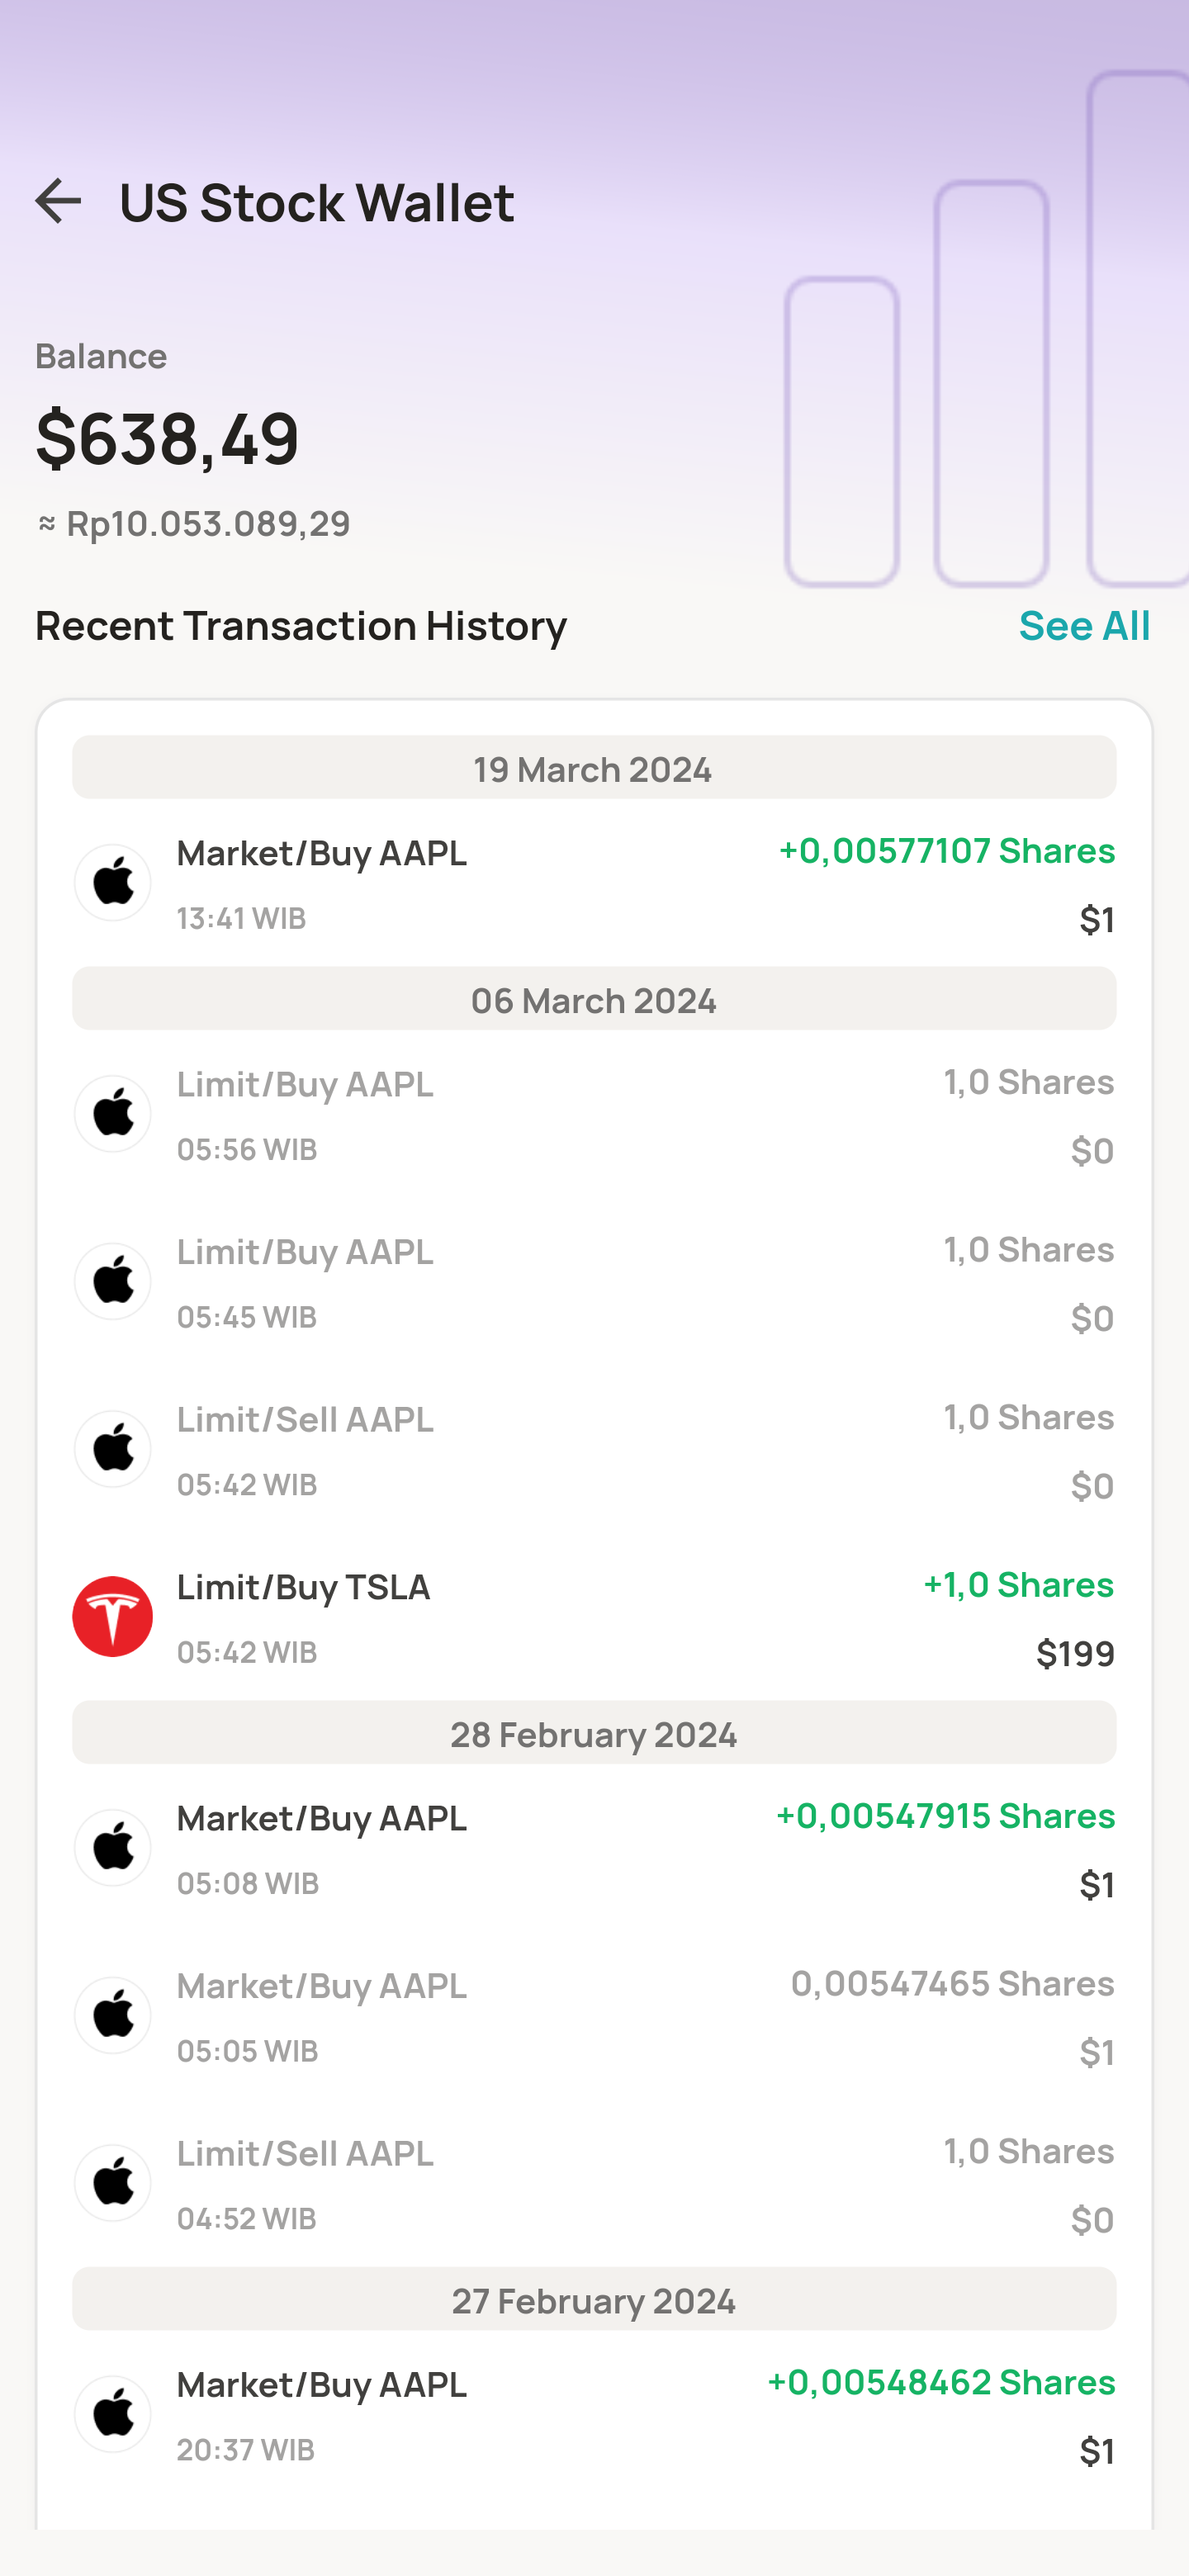 US Stock Wallet
Balance
$638,49
≈ Rp10.053.089,29
Recent Transaction History See All
19 March 2024
Market/Buy AAPL +0,00577107 Shares
13:41 WIB $1
06 March 2024
Limit/Buy AAPL 1,0 Shares
05:56 WIB $0
Limit/Buy AAPL 1,0 Shares
05:45 WIB $0
Limit/Sell AAPL 1,0 Shares
05:42 WIB $0
Limit/Buy TSLA +1,0 Shares
05:42 WIB $199
28 February 2024
Market/Buy AAPL +0,00547915 Shares
05:08 WIB $1
Market/Buy AAPL 0,00547465 Shares
05:05 WIB $1
Limit/Sell AAPL 1,0 Shares
04:52 WIB $0
27 February 2024
Market/Buy AAPL +0,00548462 Shares
20:37 WIB $1